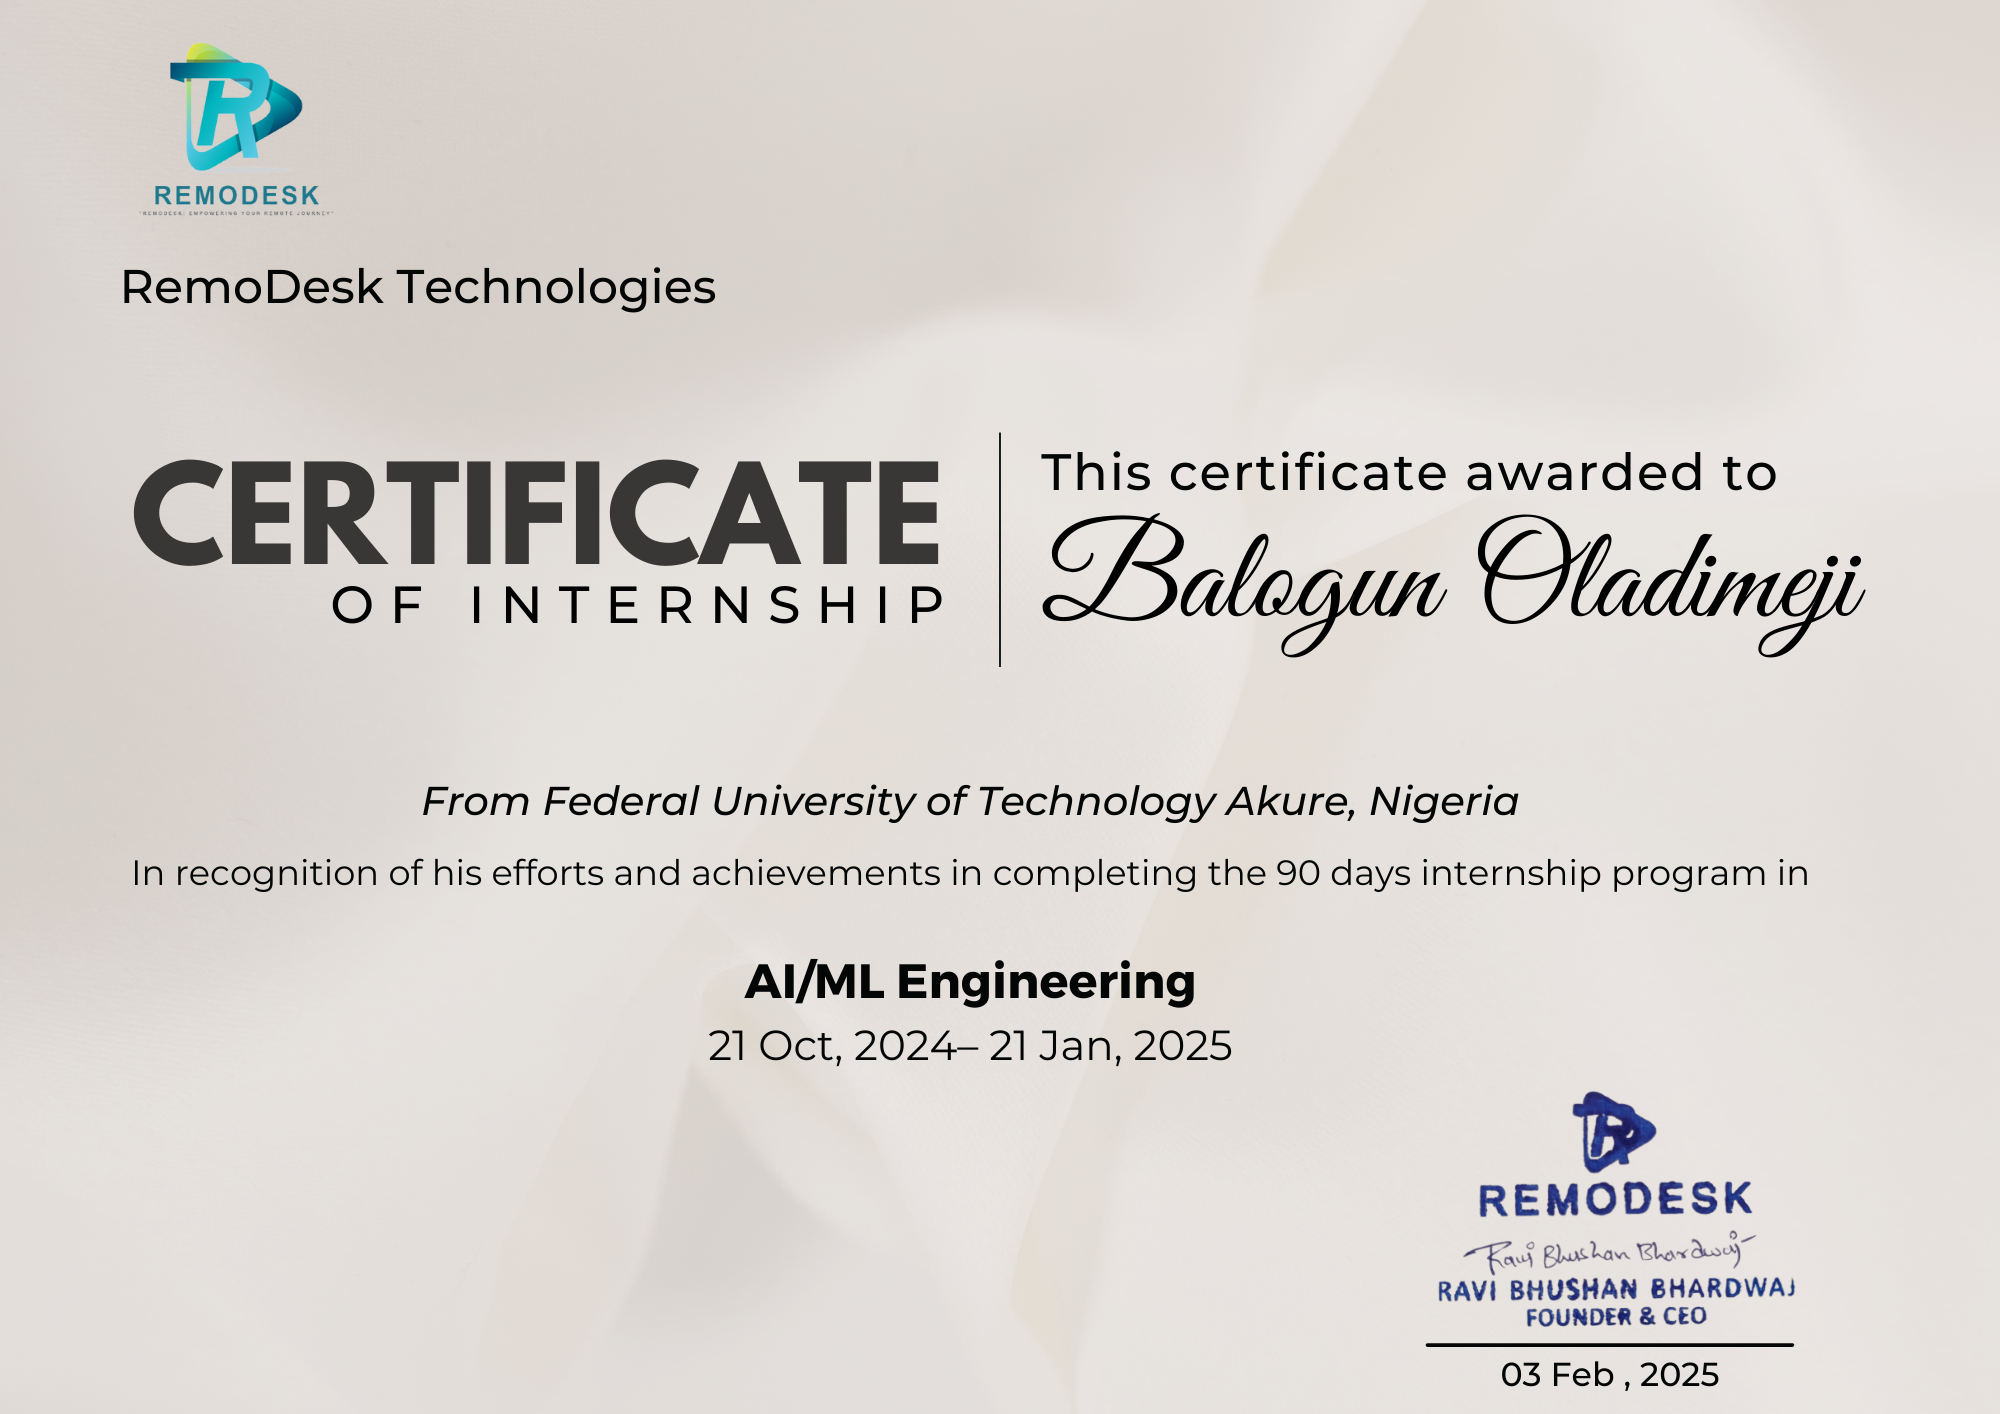 REMODESK
"REMODESK: EMPOWERING YOUR REMOTE JOURNEY"
RemoDesk Technologies
CERTIFICATE
OF INTERNSHIP
This certificate awarded to
Balogun Oladimeji
From Federal University of Technology Akure, Nigeria
In recognition of his efforts and achievements in completing the 90 days internship program in
AI/ML Engineering
21 Oct, 2024– 21 Jan, 2025
REMODESK
Ravi Bhushan Bhardwaj
RAVI BHUSHAN BHARDWAJ
FOUNDER & CEO
03 Feb , 2025